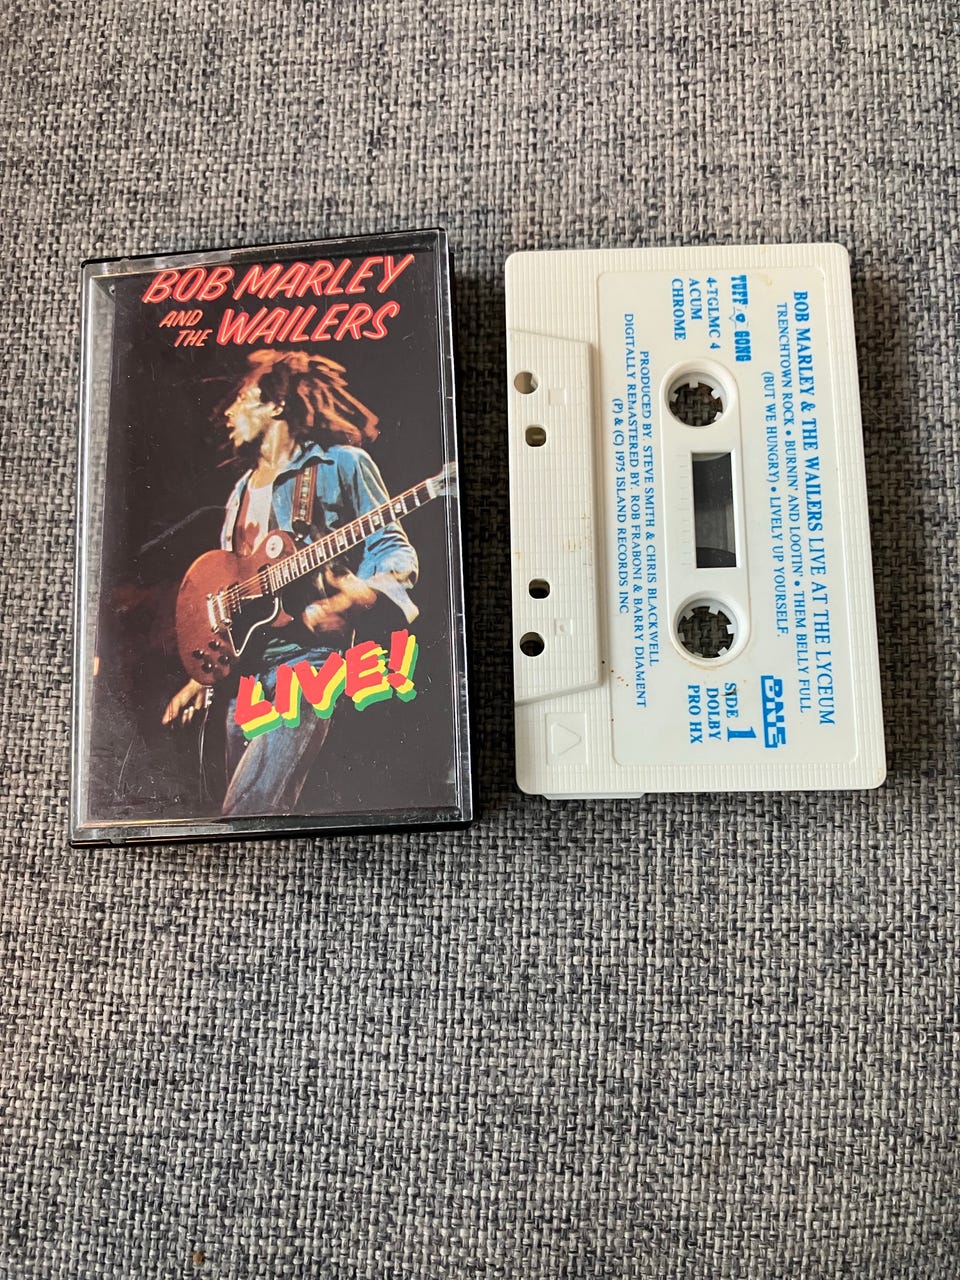 BOB MARLEY
AND THE WAILERS
LIVE!
BOB MARLEY & THE WAILERS LIVE AT THE LYCEUM
TRENCHTOWN ROCK • BURNIN' AND LOOTIN' • THEM BELLY FULL
(BUT WE HUNGRY) • LIVELY UP YOURSELF.
TUFF GONG
4-TGLMC 4
ACUM
CHROME
SIDE 1
DOLBY
PRO HX
PRODUCED BY. STEVE SMITH & CHRIS BLACKWELL
DIGITALLY REMASTERED BY. ROB FRABONI & BARRY DIAMENT
(P) & (C) 1975 ISLAND RECORDS INC